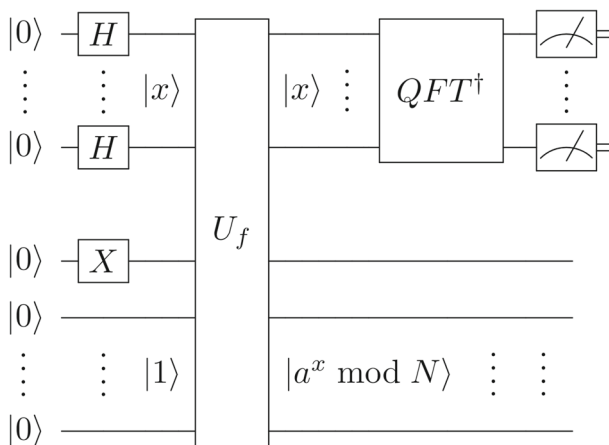 |0⟩ H
|x⟩ |x⟩ QFT†
|0⟩ H
U_f
|0⟩ X
|0⟩
|1⟩ |a^x mod N⟩
|0⟩